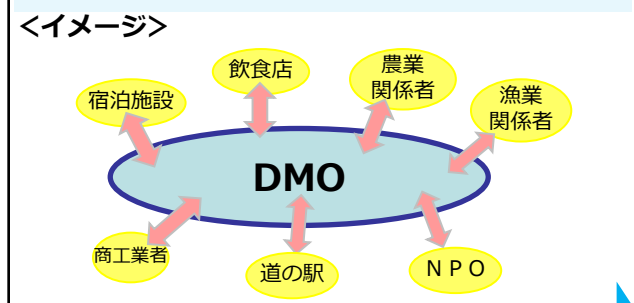 <イメージ>
飲食店
農業
関係者
宿泊施設
漁業
関係者
DMO
商工業者
道の駅
ＮＰＯ